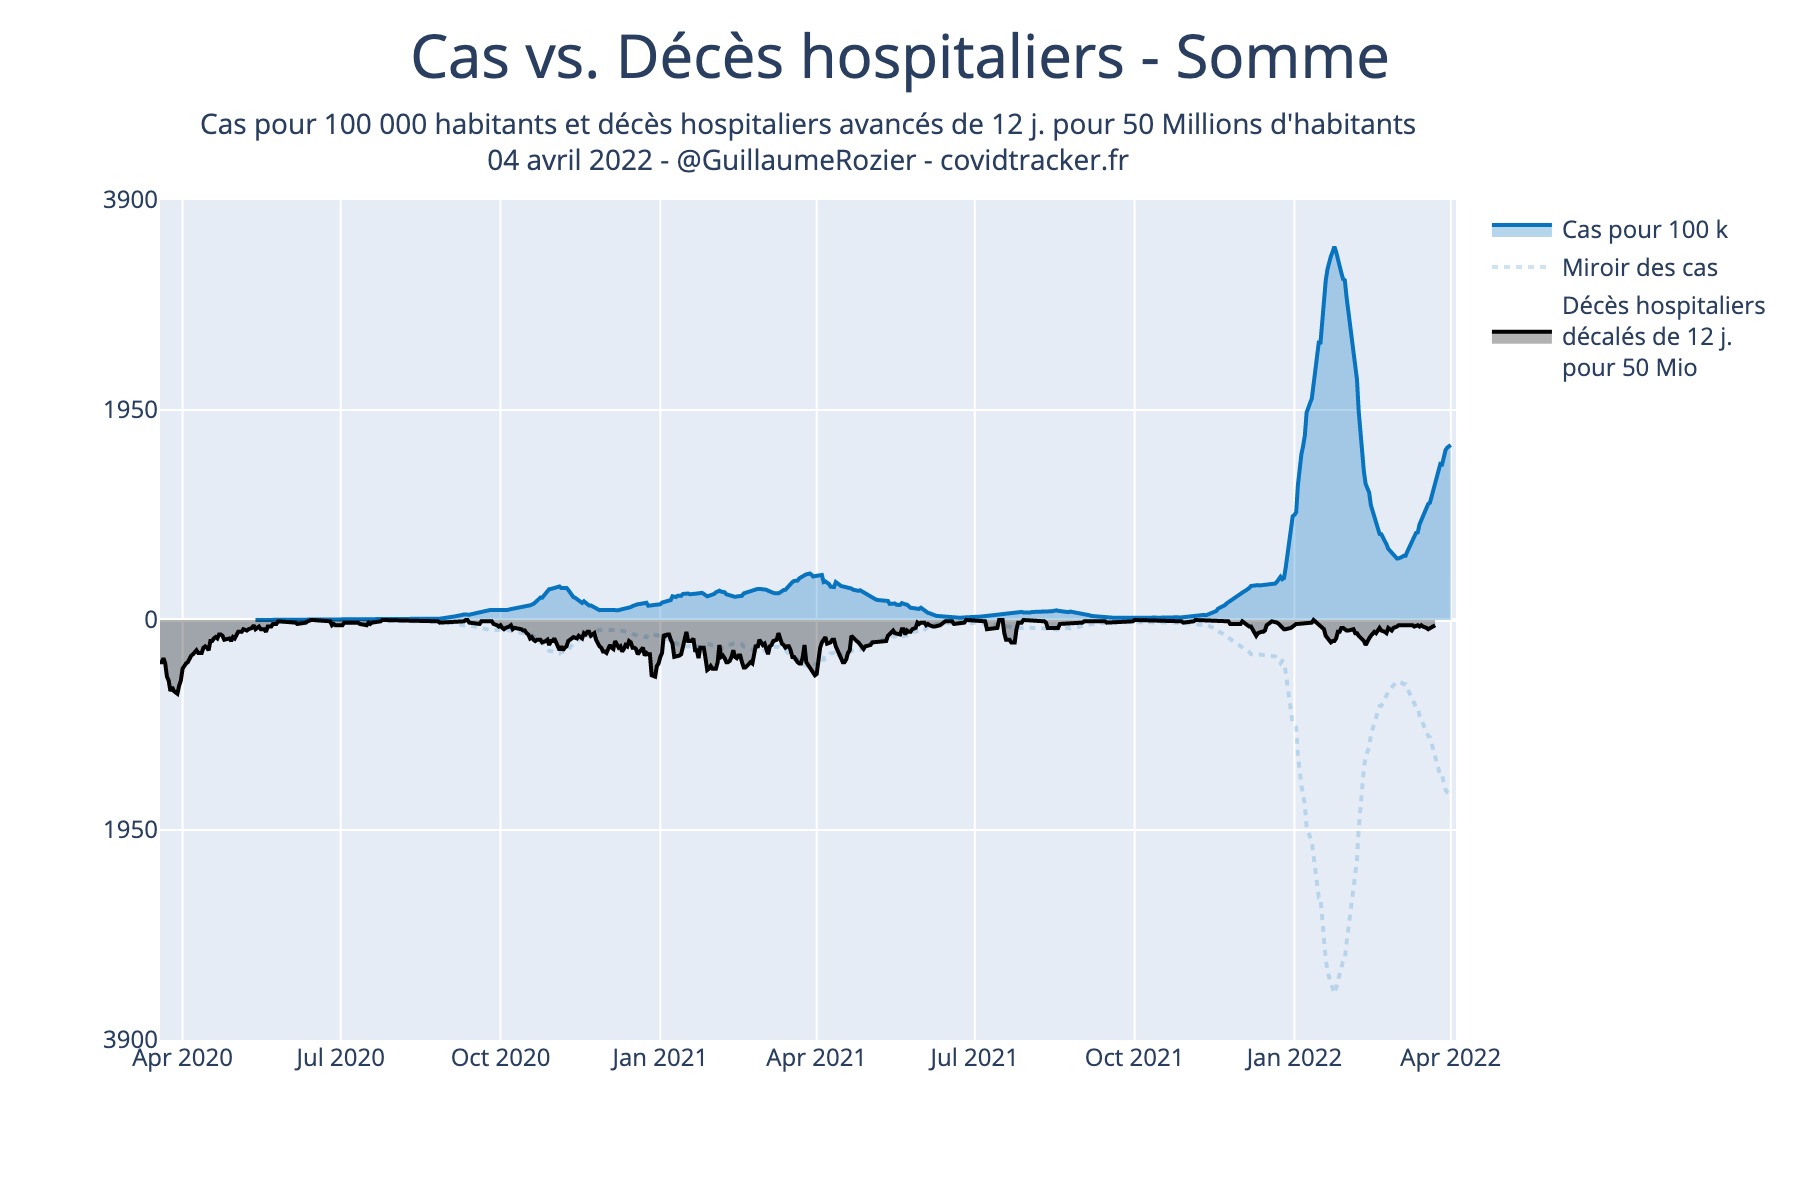 Cas vs. Décès hospitaliers - Somme
Cas pour 100 000 habitants et décès hospitaliers avancés de 12 j. pour 50 Millions d'habitants
04 avril 2022 - @GuillaumeRozier - covidtracker.fr
3900
1950
0
1950
3900
Apr 2020
Jul 2020
Oct 2020
Jan 2021
Apr 2021
Jul 2021
Oct 2021
Jan 2022
Apr 2022
Cas pour 100 k
Miroir des cas
Décès hospitaliers
décalés de 12 j.
pour 50 Mio